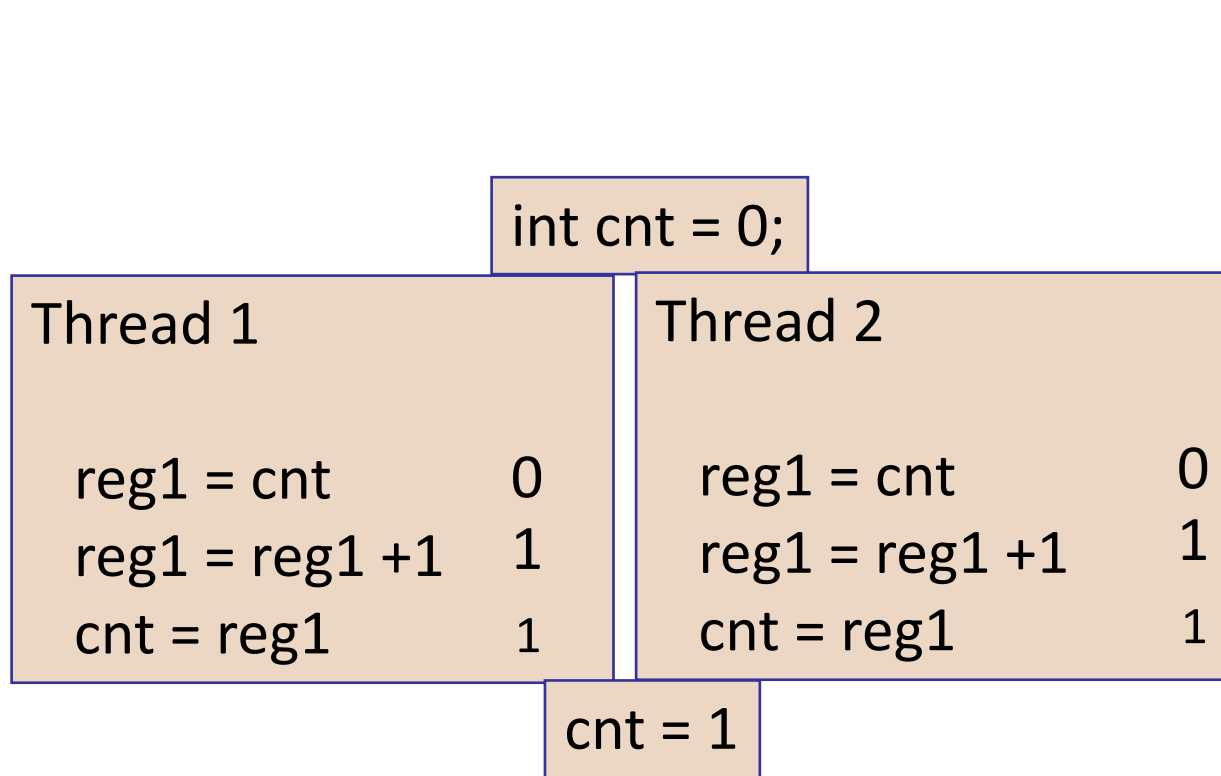 int cnt = 0;
Thread 1
reg1 = cnt 0
reg1 = reg1 +1 1
cnt = reg1 1
Thread 2
reg1 = cnt 0
reg1 = reg1 +1 1
cnt = reg1 1
cnt = 1